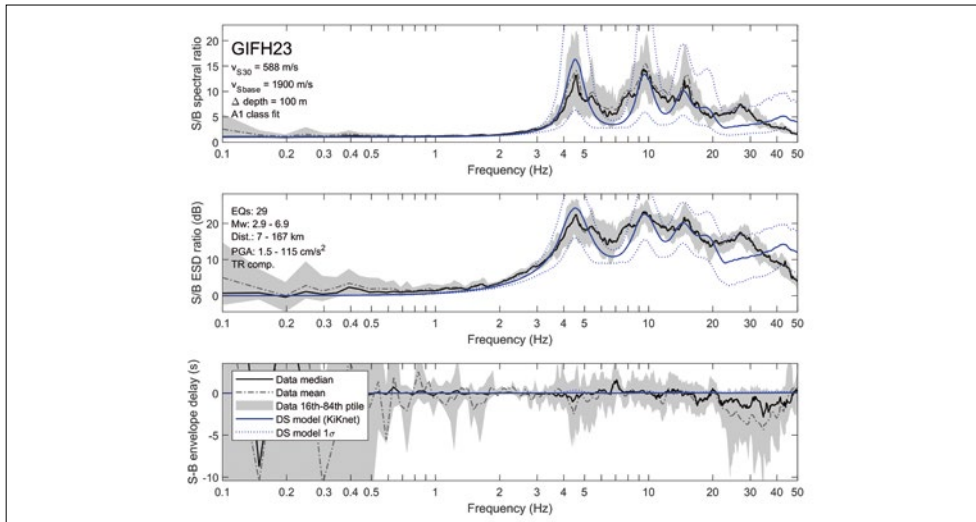 S/B spectral ratio
20
15
10
5
0
GIFH23
vS30 = 588 m/s
vSbase = 1900 m/s
Δ depth = 100 m
A1 class fit
0.1 0.2 0.3 0.4 0.5 1 2 3 4 5 10 20 30 40 50
Frequency (Hz)
S/B ESD ratio (dB)
20
10
0
EQs: 29
Mw: 2.9 - 6.9
Dist.: 7 - 167 km
PGA: 1.5 - 115 cm/s2
TR comp.
0.1 0.2 0.3 0.4 0.5 1 2 3 4 5 10 20 30 40 50
Frequency (Hz)
S-B envelope delay (s)
0
-5
-10
Data median
Data mean
Data 16th-84th ptile
DS model (KiKnet)
DS model 1σ
0.1 0.2 0.3 0.4 0.5 1 2 3 4 5 10 20 30 40 50
Frequency (Hz)